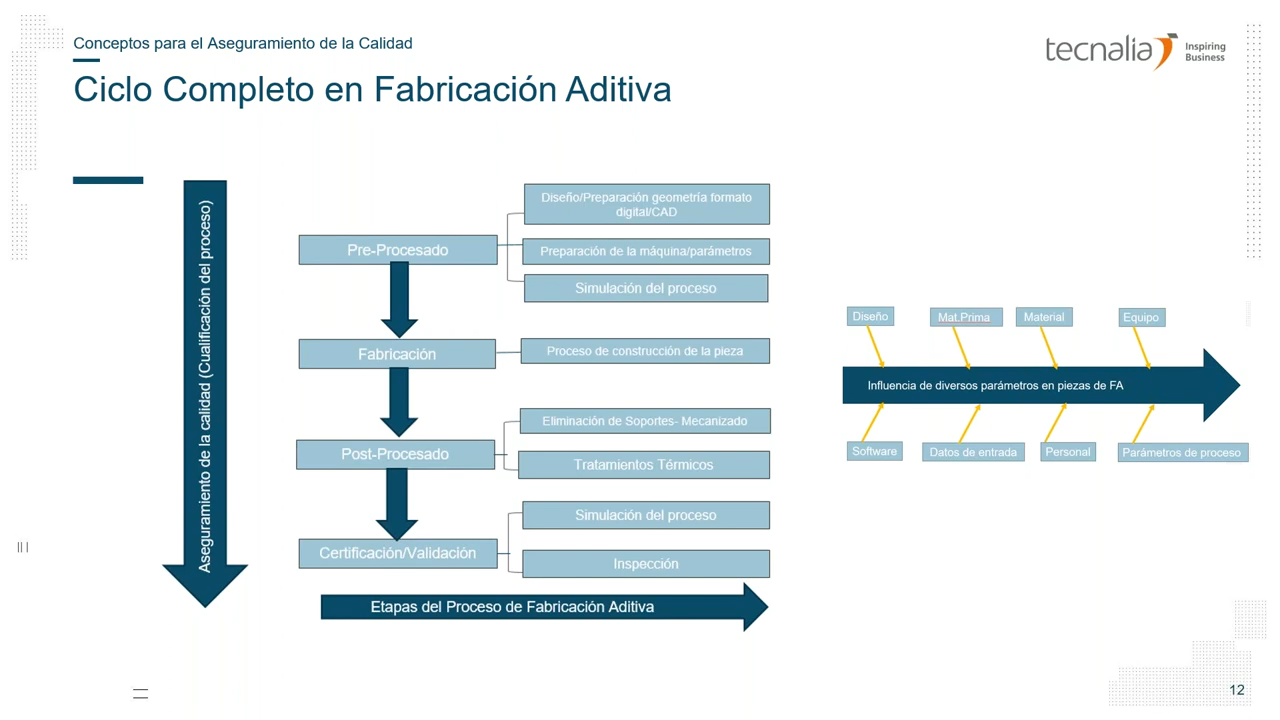 Conceptos para el Aseguramiento de la Calidad
Ciclo Completo en Fabricación Aditiva
tecnalia
Inspiring
Business
Aseguramiento de la calidad (Cualificación del proceso)
Pre-Procesado
Diseño/Preparación geometría formato
digital/CAD
Preparación de la máquina/parámetros
Simulación del proceso
Fabricación
Proceso de construcción de la pieza
Post-Procesado
Eliminación de Soportes- Mecanizado
Tratamientos Térmicos
Certificación/Validación
Simulación del proceso
Inspección
Etapas del Proceso de Fabricación Aditiva
Diseño
Mat.Prima
Material
Equipo
Influencia de diversos parámetros en piezas de FA
Software
Datos de entrada
Personal
Parámetros de proceso
12